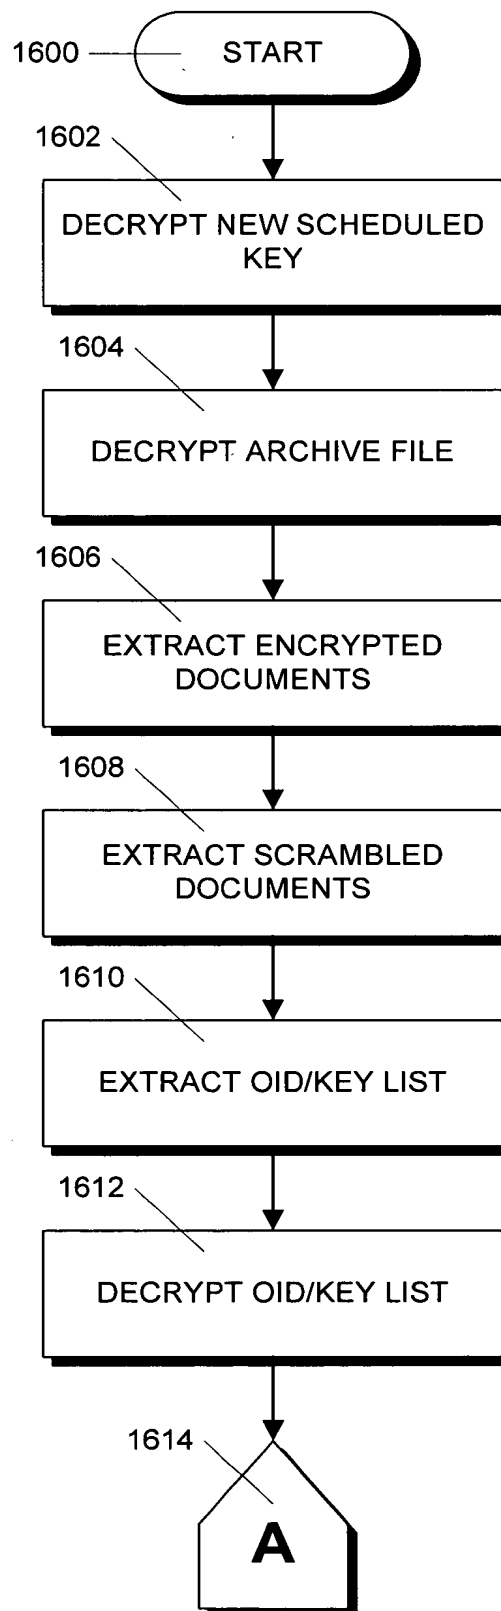 1600
START
1602
DECRYPT NEW SCHEDULED
KEY
1604
DECRYPT ARCHIVE FILE
1606
EXTRACT ENCRYPTED
DOCUMENTS
1608
EXTRACT SCRAMBLED
DOCUMENTS
1610
EXTRACT OID/KEY LIST
1612
DECRYPT OID/KEY LIST
1614
A